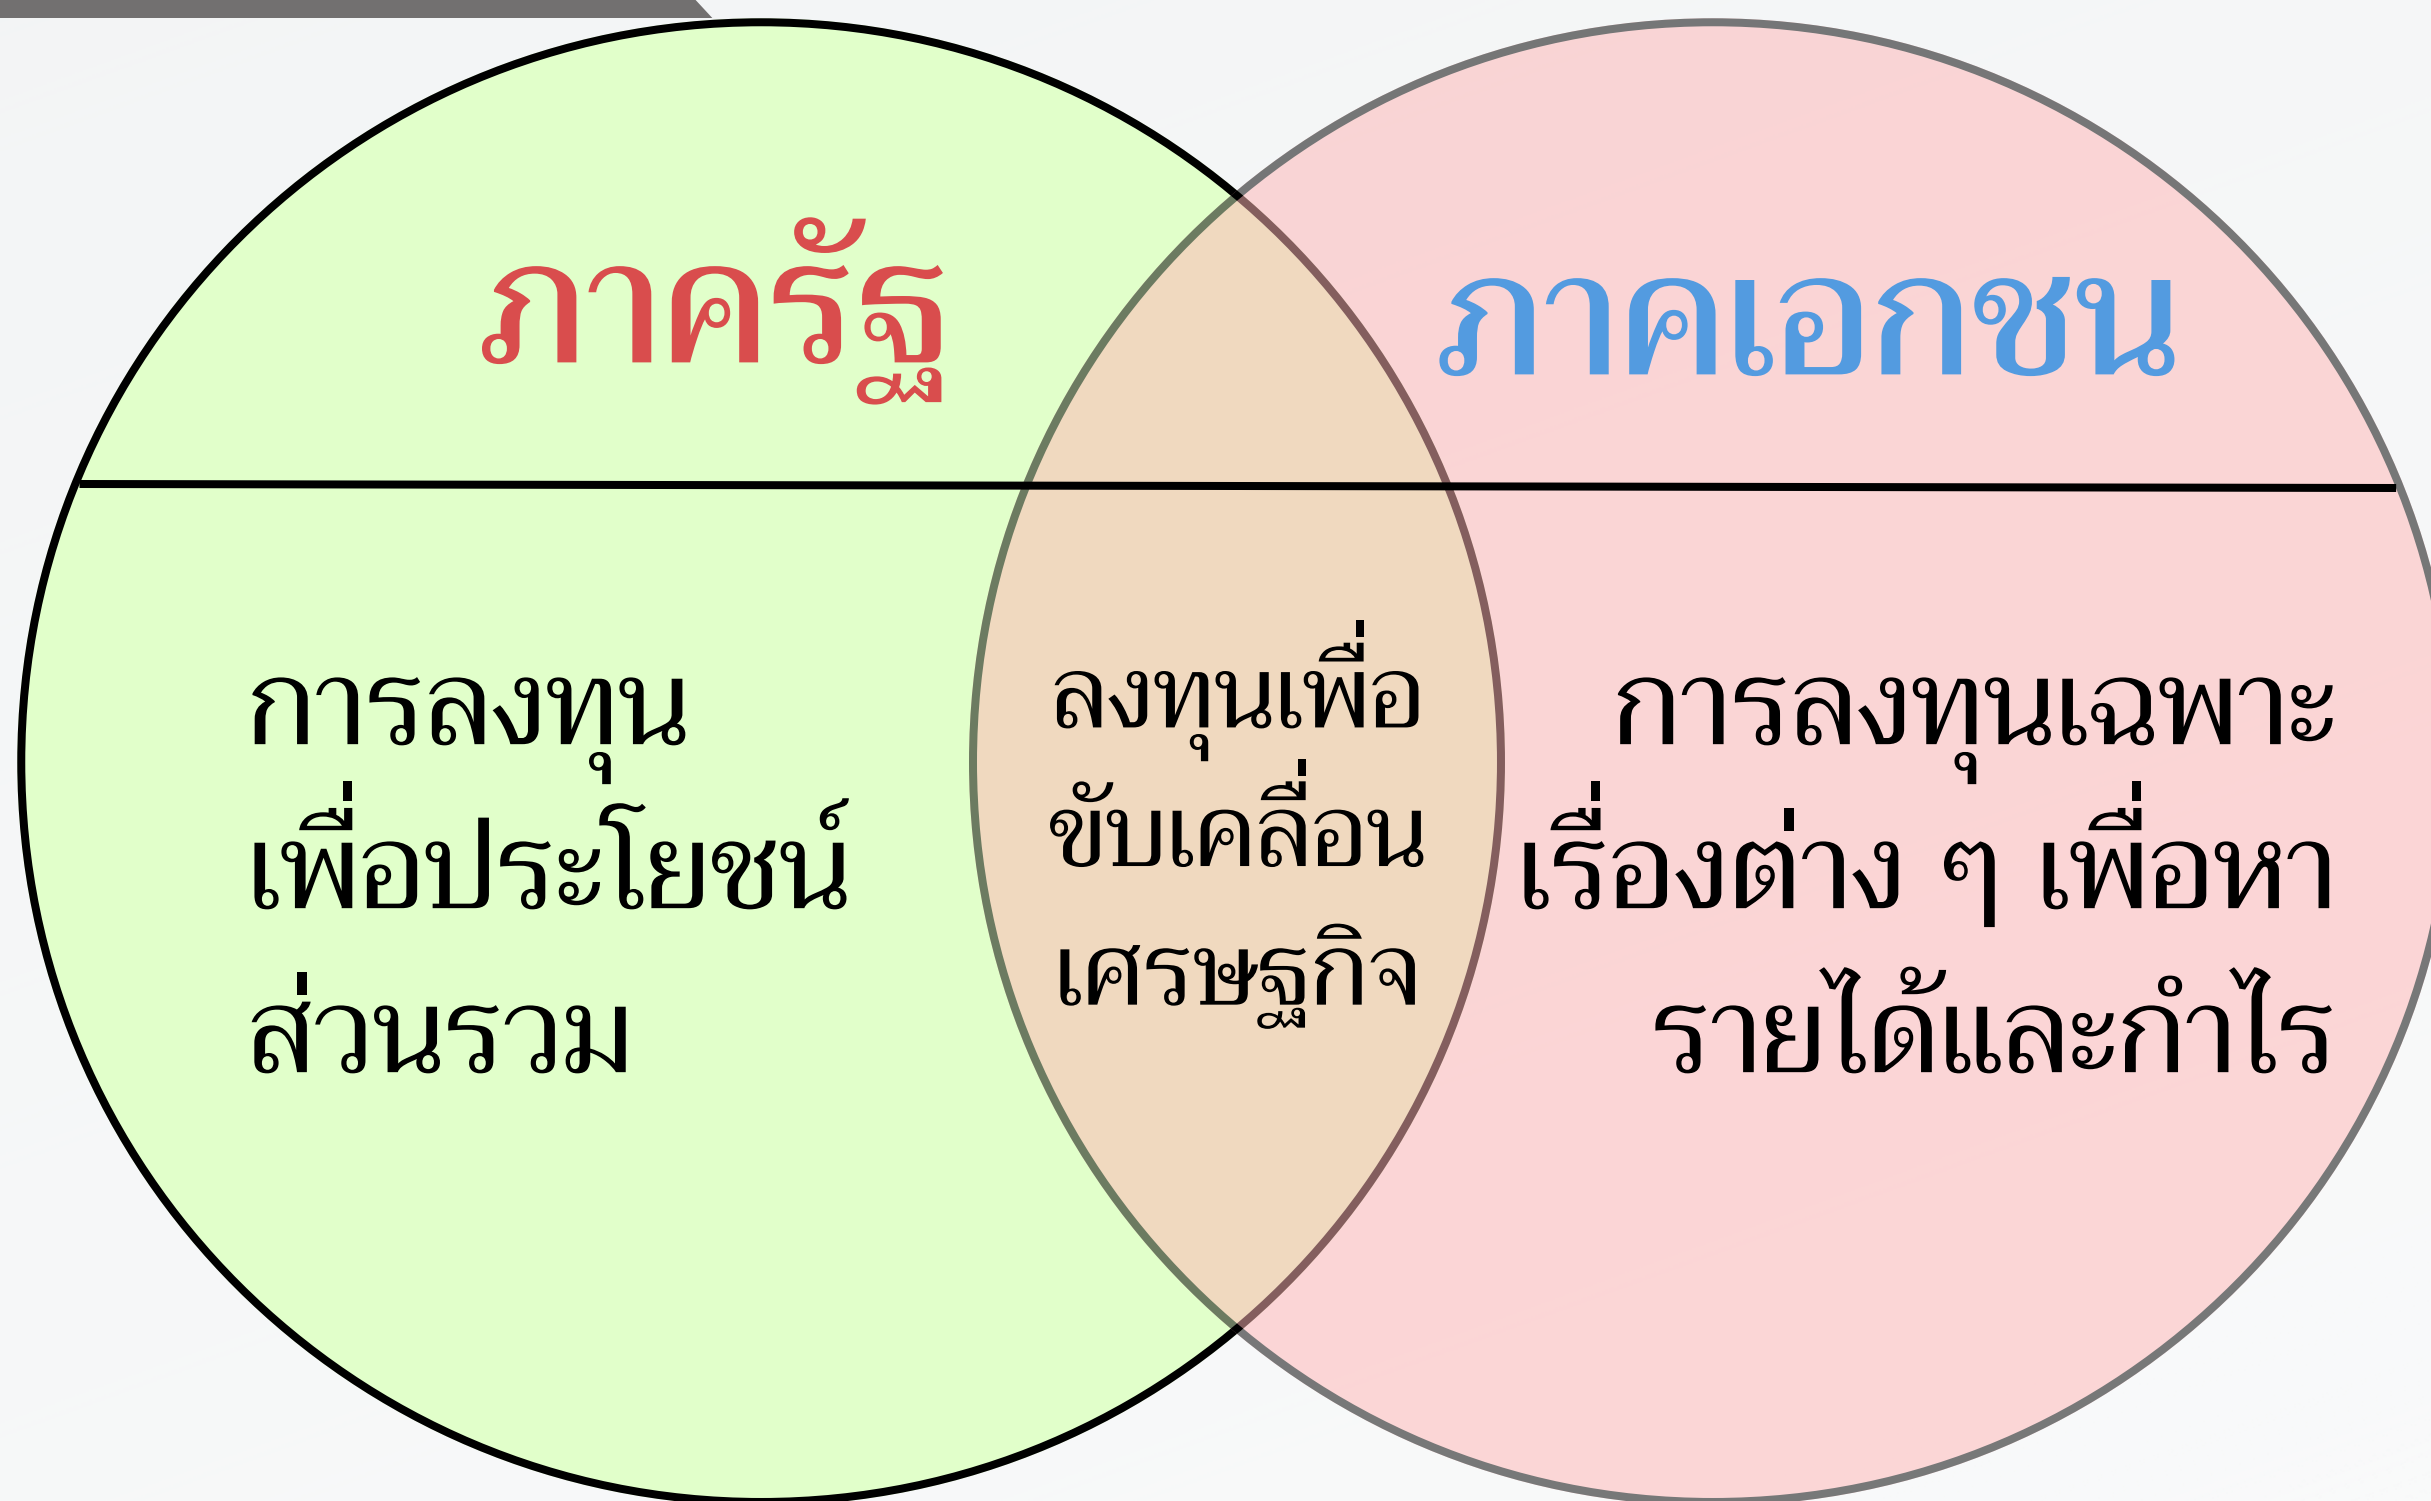 ภาครัฐ
ภาคเอกชน
การลงทุน
เพื่อประโยชน์
ส่วนรวม
ลงทุนเพื่อ
ขับเคลื่อน
เศรษฐกิจ
การลงทุนเฉพาะ
เรื่องต่าง ๆ เพื่อหา
รายได้และกำไร